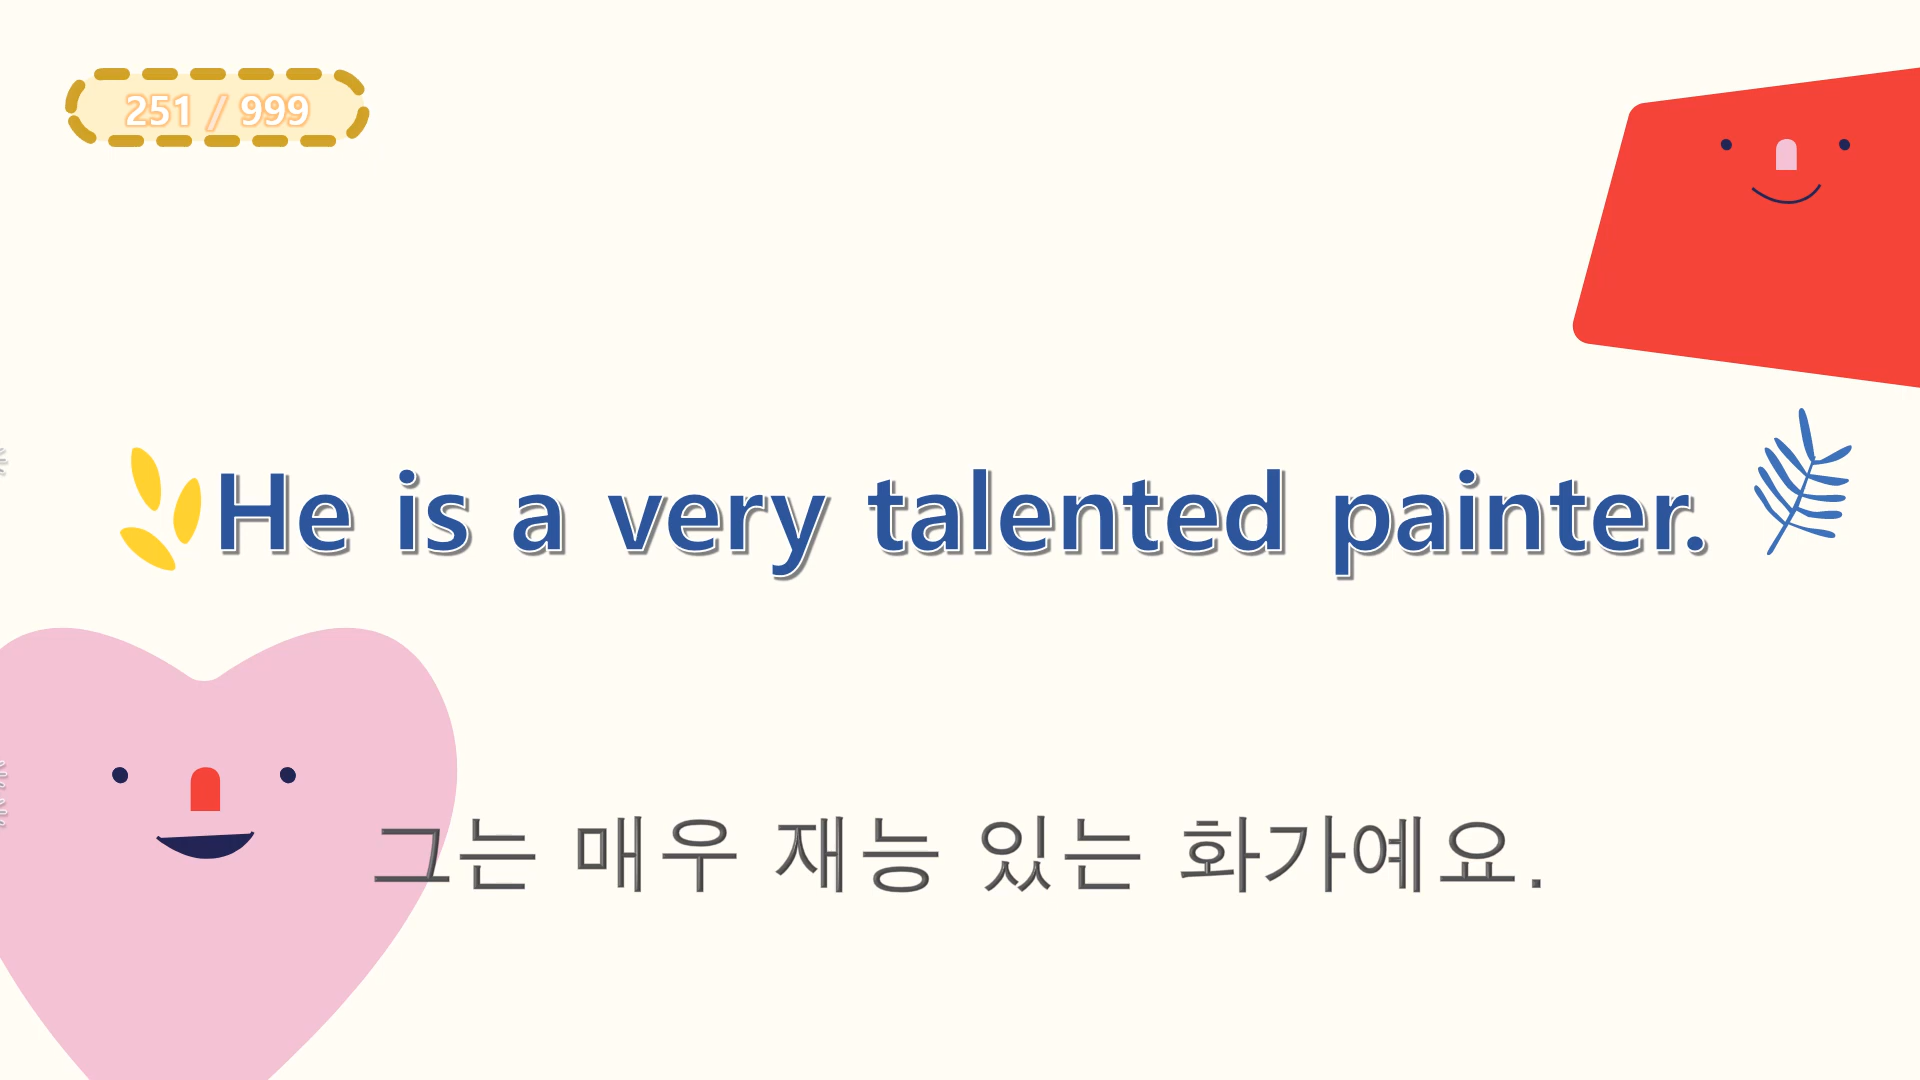 251 / 999
He is a very talented painter.
그는 매우 재능 있는 화가예요.